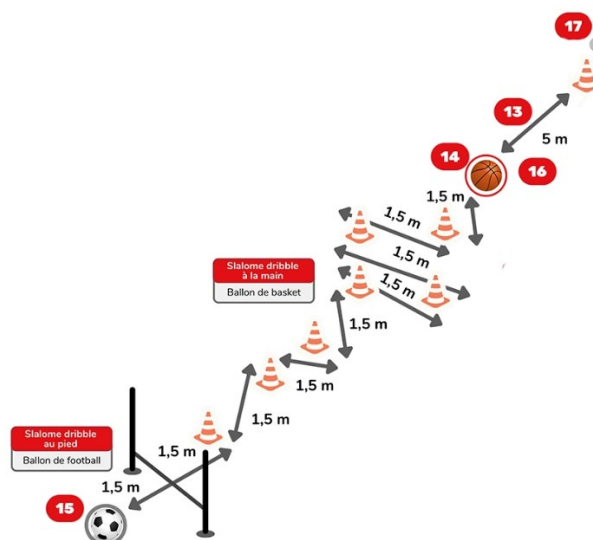 17
13
5 m
14
16
1,5 m
1,5 m
1,5 m
1,5 m
Slalome dribble
à la main
Ballon de basket
1,5 m
1,5 m
1,5 m
Slalome dribble
au pied
Ballon de football
1,5 m
1,5 m
15